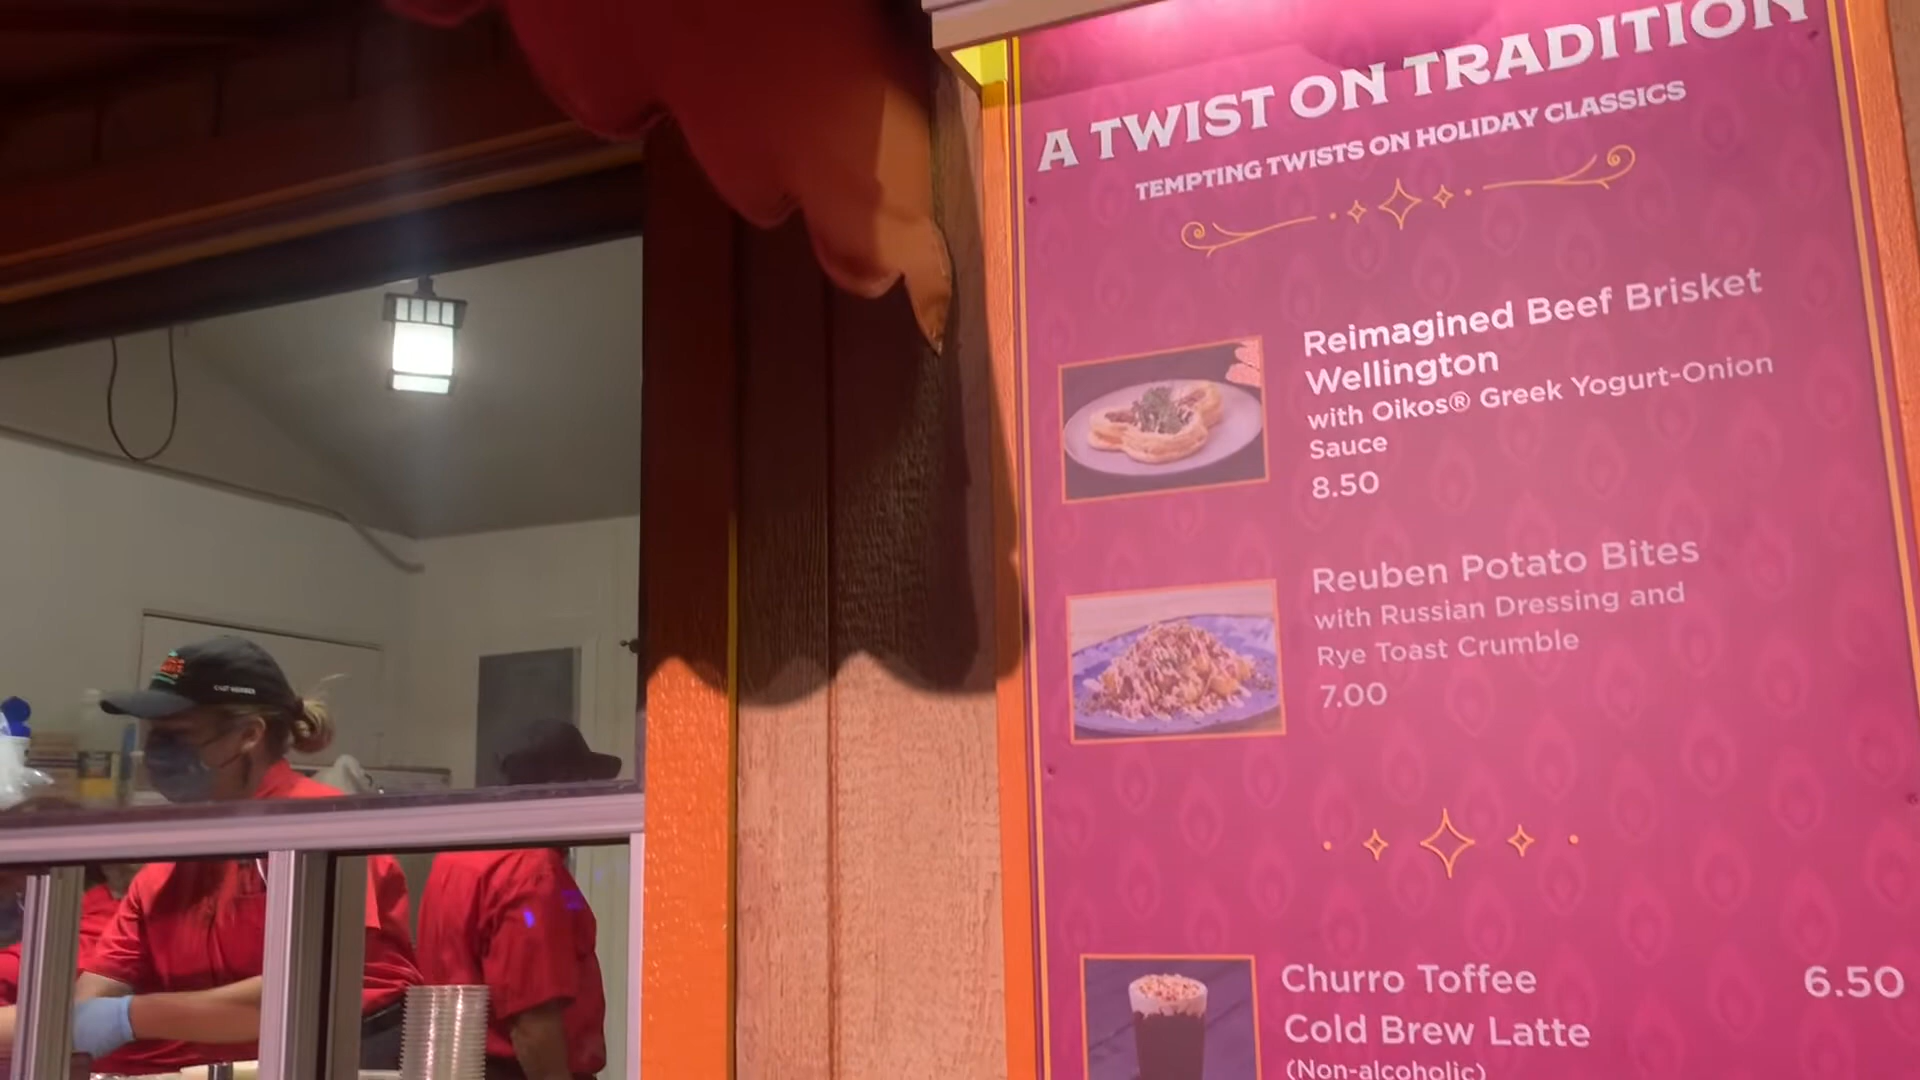 A TWIST ON TRADITION
TEMPTING TWISTS ON HOLIDAY CLASSICS
Reimagined Beef Brisket
Wellington
with Oikos® Greek Yogurt-Onion
Sauce
8.50
Reuben Potato Bites
with Russian Dressing and
Rye Toast Crumble
7.00
Churro Toffee 6.50
Cold Brew Latte
(Non-alcoholic)
CAST MEMBER